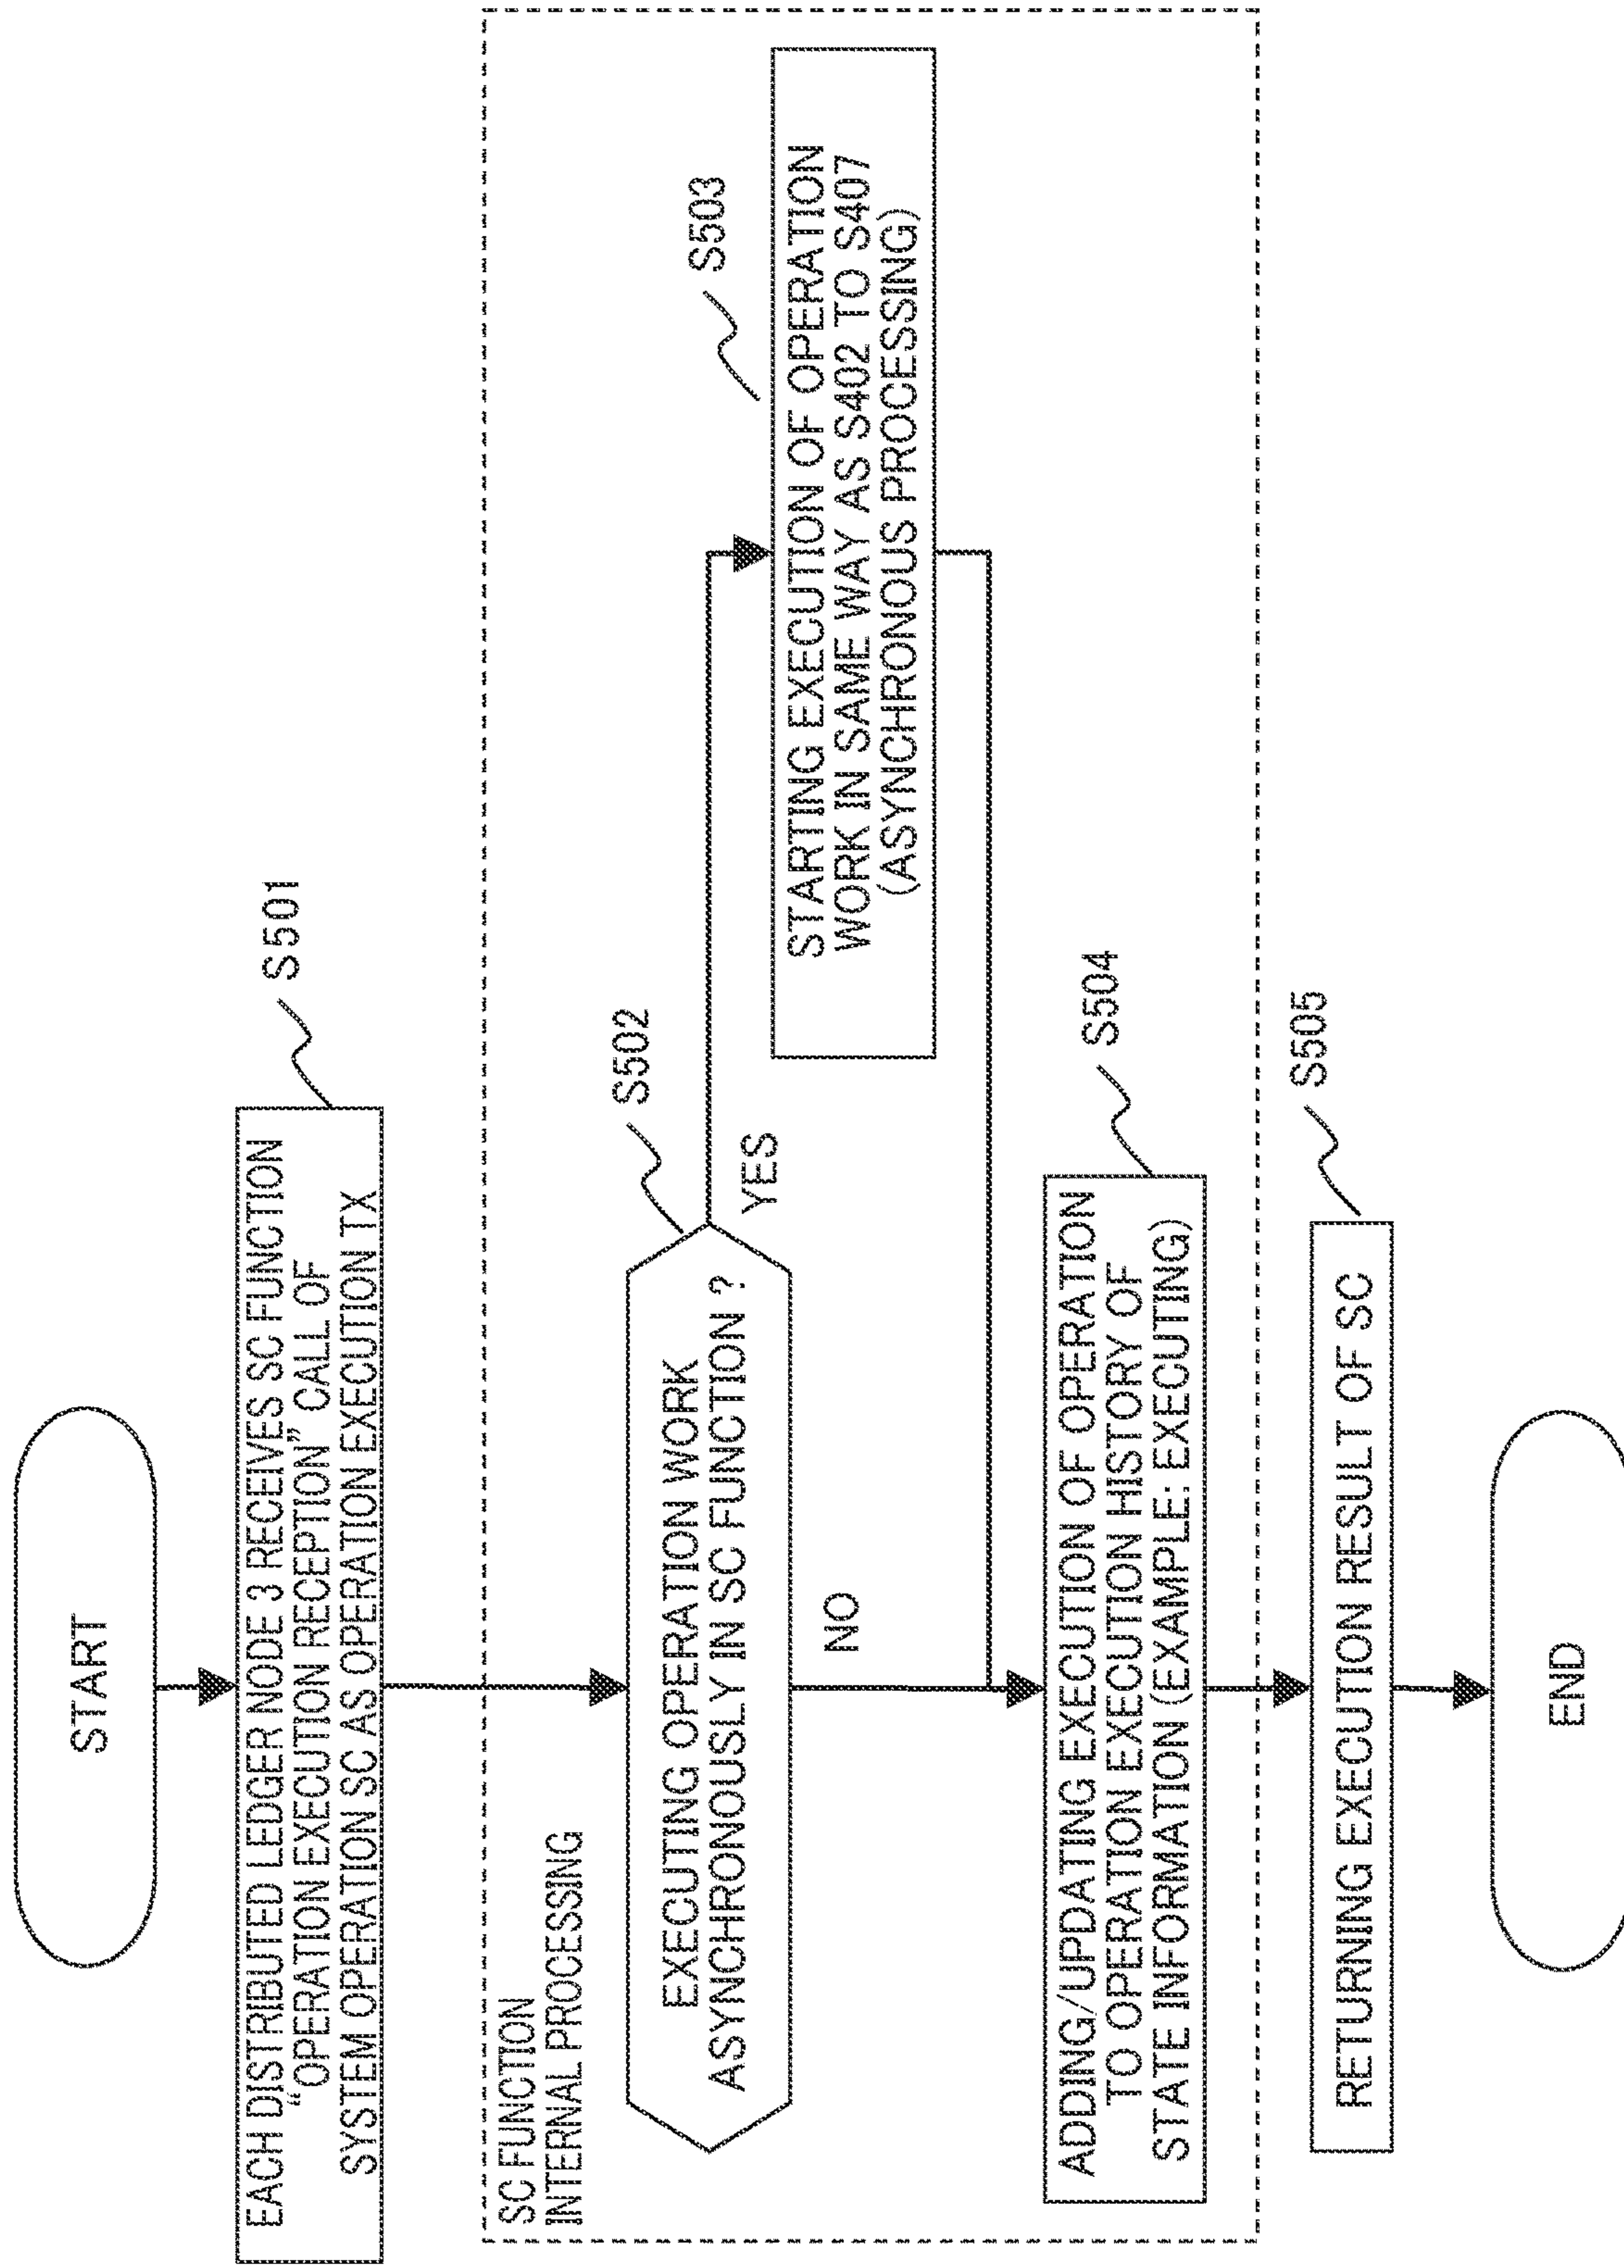 START
S501
EACH DISTRIBUTED LEDGER NODE 3 RECEIVES SC FUNCTION
“OPERATION EXECUTION RECEPTION” CALL OF
SYSTEM OPERATION SC AS OPERATION EXECUTION TX
SC FUNCTION
INTERNAL PROCESSING
S502
EXECUTING OPERATION WORK
ASYNCHRONOUSLY IN SC FUNCTION ?
YES
S503
STARTING EXECUTION OF OPERATION
WORK IN SAME WAY AS S402 TO S407
(ASYNCHRONOUS PROCESSING)
NO
S504
ADDING/UPDATING EXECUTION OF OPERATION
TO OPERATION EXECUTION HISTORY OF
STATE INFORMATION (EXAMPLE: EXECUTING)
S505
RETURNING EXECUTION RESULT OF SC
END